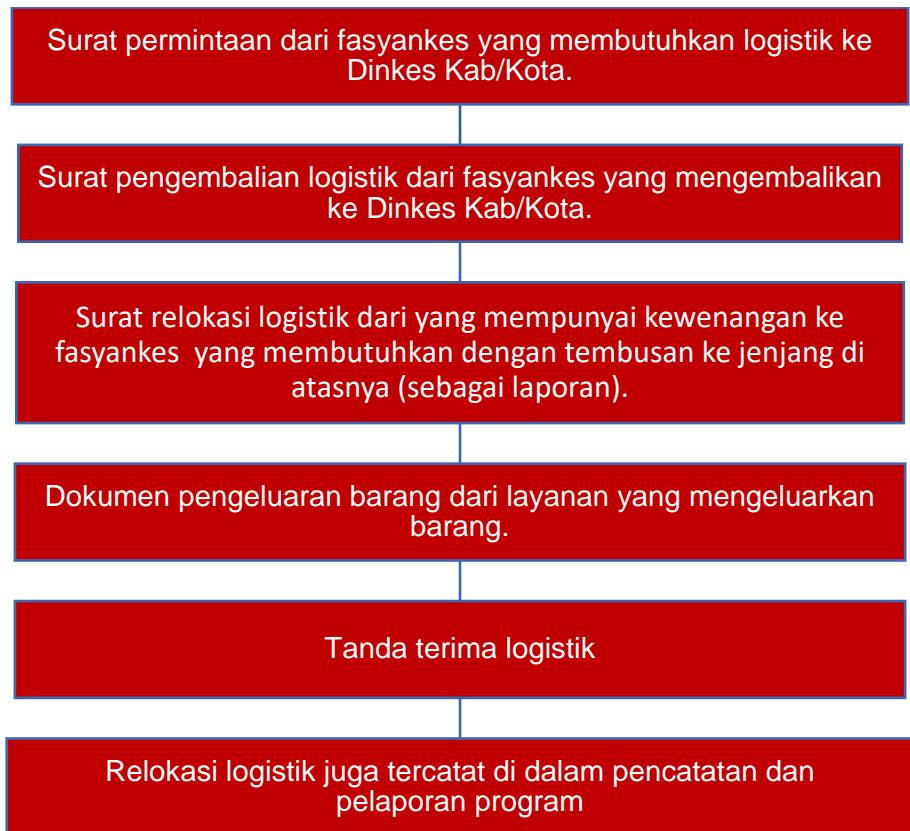 Surat permintaan dari fasyankes yang membutuhkan logistik ke
Dinkes Kab/Kota.
Surat pengembalian logistik dari fasyankes yang mengembalikan
ke Dinkes Kab/Kota.
Surat relokasi logistik dari yang mempunyai kewenangan ke
fasyankes yang membutuhkan dengan tembusan ke jenjang di
atasnya (sebagai laporan).
Dokumen pengeluaran barang dari layanan yang mengeluarkan
barang.
Tanda terima logistik
Relokasi logistik juga tercatat di dalam pencatatan dan
pelaporan program